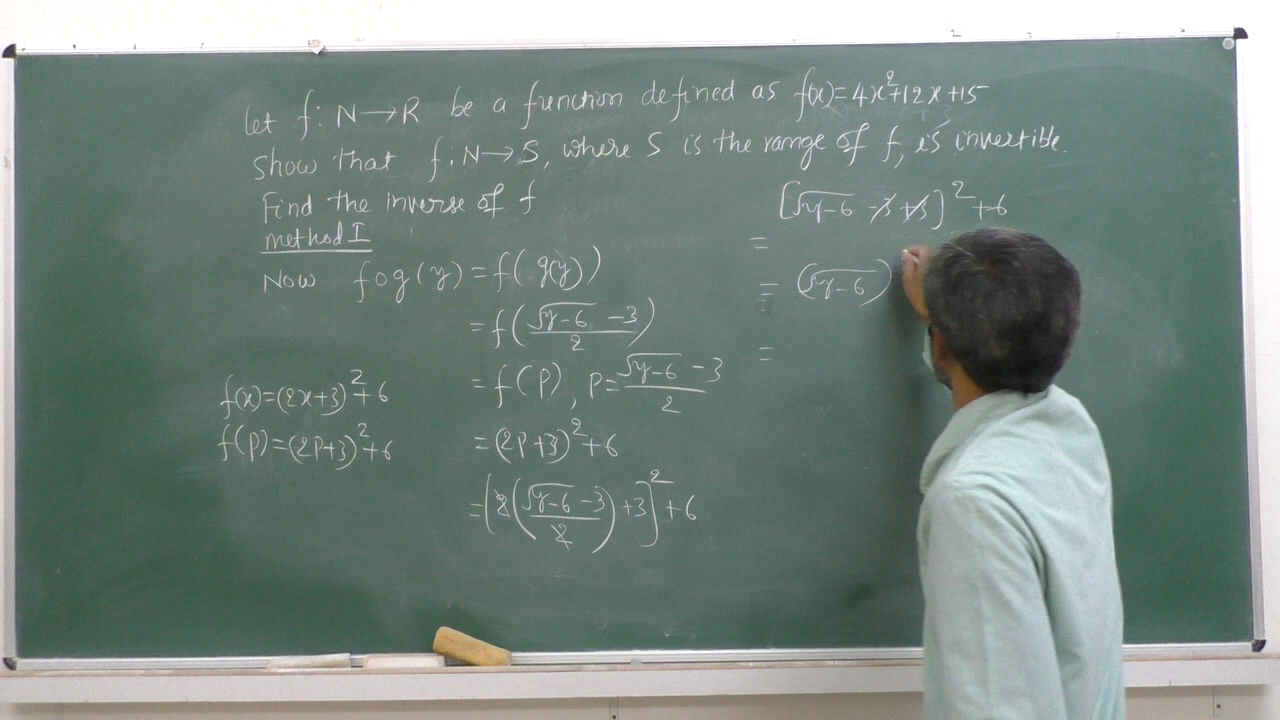 Let f: N→R be a function defined as f(x)=4x²+12x+15
Show that f:N→S, where S is the range of f, is invertible.
Find the inverse of f
method I
Now fog(y) = f(g(y))
= f((√y-6 -3)/2)
= f(P), P= (√y-6 -3)/2
= (2P+3)²+6
= [2((√y-6 -3)/2)+3]²+6
f(x)=(2x+3)²+6
f(P)=(2P+3)²+6
[√y-6 -3+3]²+6
=
= (√y-6)
=